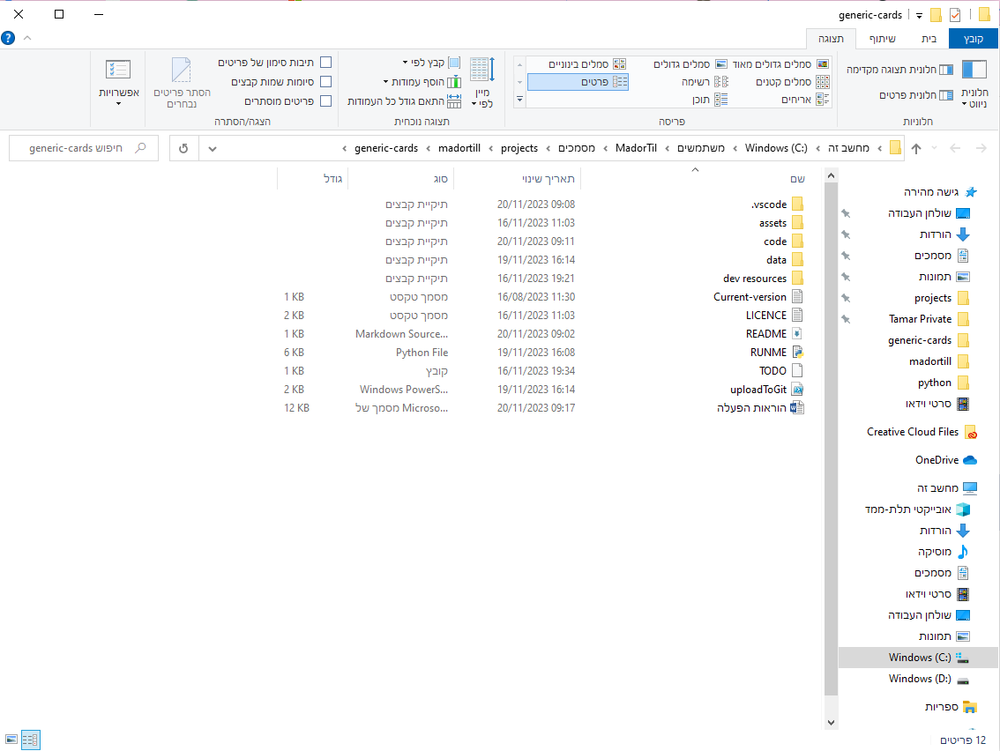 generic-cards
קובץ בית שיתוף תצוגה
חלונית ניווט
חלונית תצוגה מקדימה
חלונית פרטים
חלוניות
סמלים גדולים מאוד סמלים גדולים סמלים בינוניים
סמלים קטנים רשימה פרטים
אריחים תוכן
פריסה
מיין לפי
קבץ לפי
הוסף עמודות
התאם גודל כל העמודות
תצוגה נוכחית
תיבות סימון של פריטים
סיומות שמות קבצים
פריטים מוסתרים
הסתר פריטים נבחרים
הצגה/הסתרה
אפשרויות
מחשב זה › Windows (C:) › משתמשים › MadorTil › מסמכים › projects › madortill › generic-cards ›
חיפוש generic-cards
שם תאריך שינוי סוג גודל
.vscode 20/11/2023 09:08 תיקיית קבצים
assets 16/11/2023 11:03 תיקיית קבצים
code 20/11/2023 09:11 תיקיית קבצים
data 19/11/2023 16:14 תיקיית קבצים
dev resources 16/11/2023 19:21 תיקיית קבצים
Current-version 16/08/2023 11:30 מסמך טקסט 1 KB
LICENCE 16/11/2023 11:03 מסמך טקסט 2 KB
README 20/11/2023 09:02 Markdown Source... 1 KB
RUNME 19/11/2023 16:08 Python File 6 KB
TODO 16/11/2023 19:34 קובץ 1 KB
uploadToGit 19/11/2023 16:14 Windows PowerS... 2 KB
הוראות הפעלה 20/11/2023 09:17 מסמך של Microso... 12 KB
גישה מהירה
שולחן העבודה
הורדות
מסמכים
תמונות
projects
Tamar Private
generic-cards
madortill
python
סרטי וידאו
Creative Cloud Files
OneDrive
מחשב זה
אובייקטי תלת-ממד
הורדות
מוסיקה
מסמכים
סרטי וידאו
שולחן העבודה
תמונות
Windows (C:)
Windows (D:)
ספריות
12 פריטים